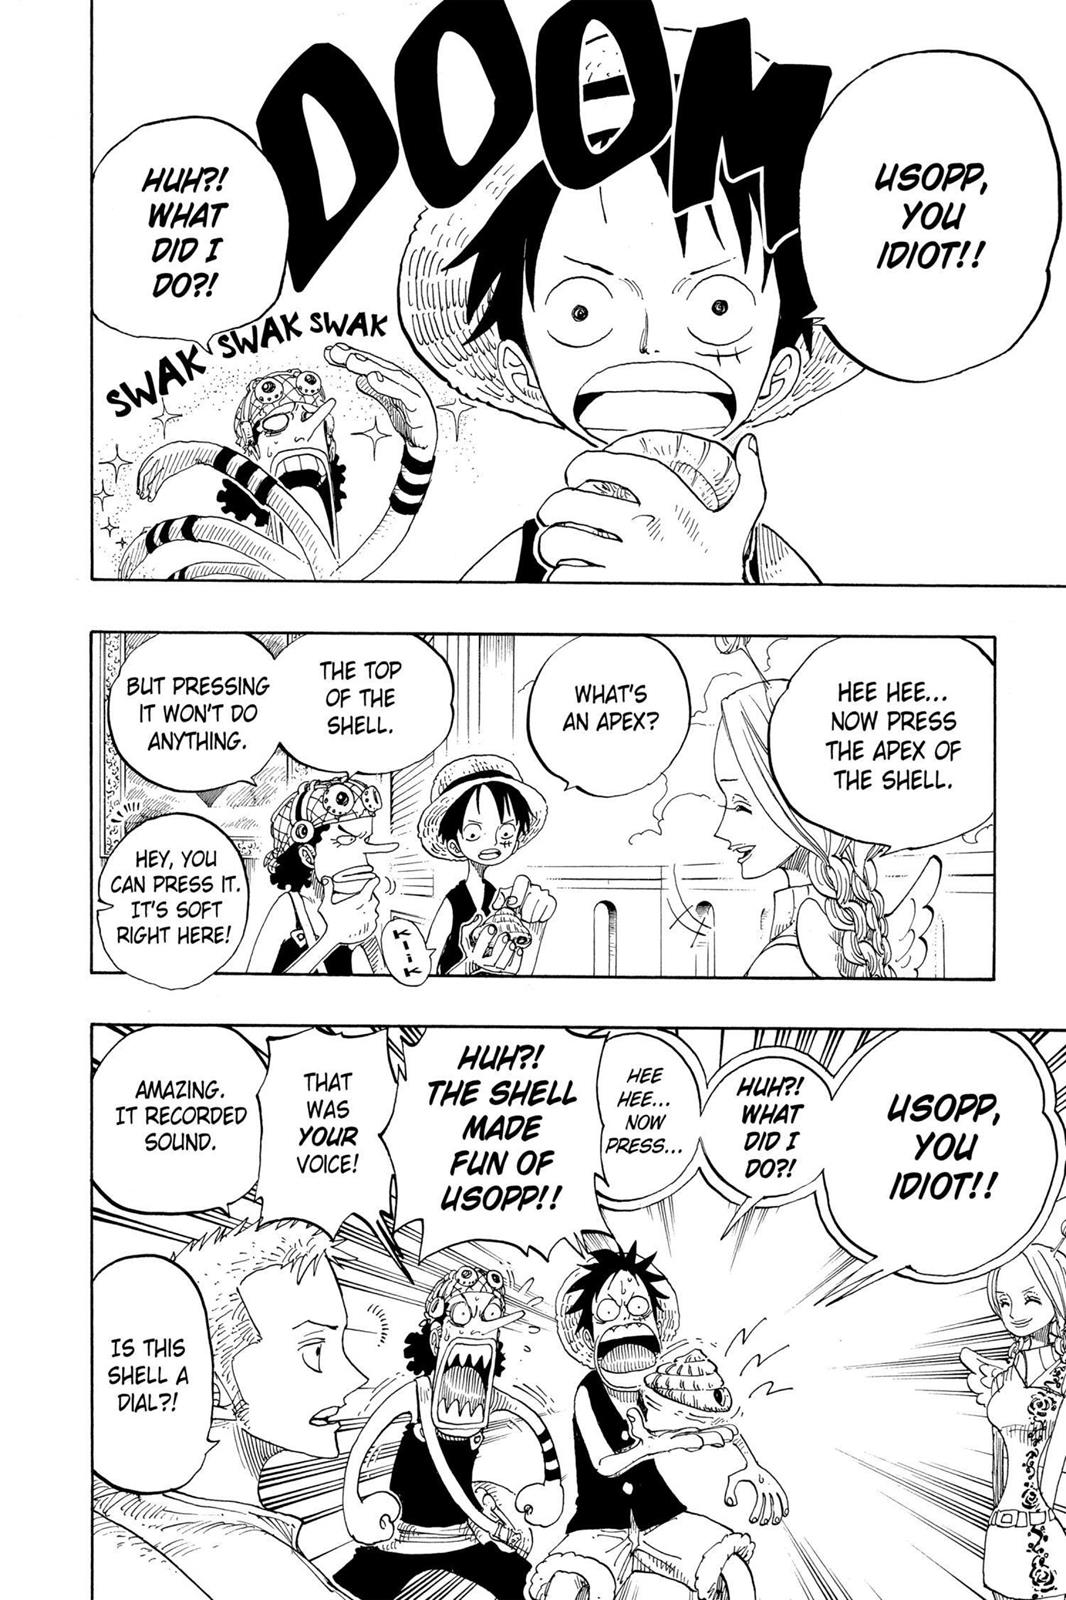 USOPP,
YOU
IDIOT!!
DOOM
HUH?!
WHAT
DID I
DO?!
SWAK SWAK SWAK
HEE HEE...
NOW PRESS
THE APEX OF
THE SHELL.
WHAT'S
AN APEX?
THE TOP
OF THE
SHELL.
BUT PRESSING
IT WON'T DO
ANYTHING.
HEY, YOU
CAN PRESS IT.
IT'S SOFT
RIGHT HERE!
KLIK
USOPP,
YOU
IDIOT!!
HUH?!
WHAT
DID I
DO?!
HEE
HEE...
NOW
PRESS...
HUH?!
THE SHELL
MADE
FUN OF
USOPP!!
THAT
WAS
YOUR
VOICE!
AMAZING.
IT RECORDED
SOUND.
IS THIS
SHELL A
DIAL?!